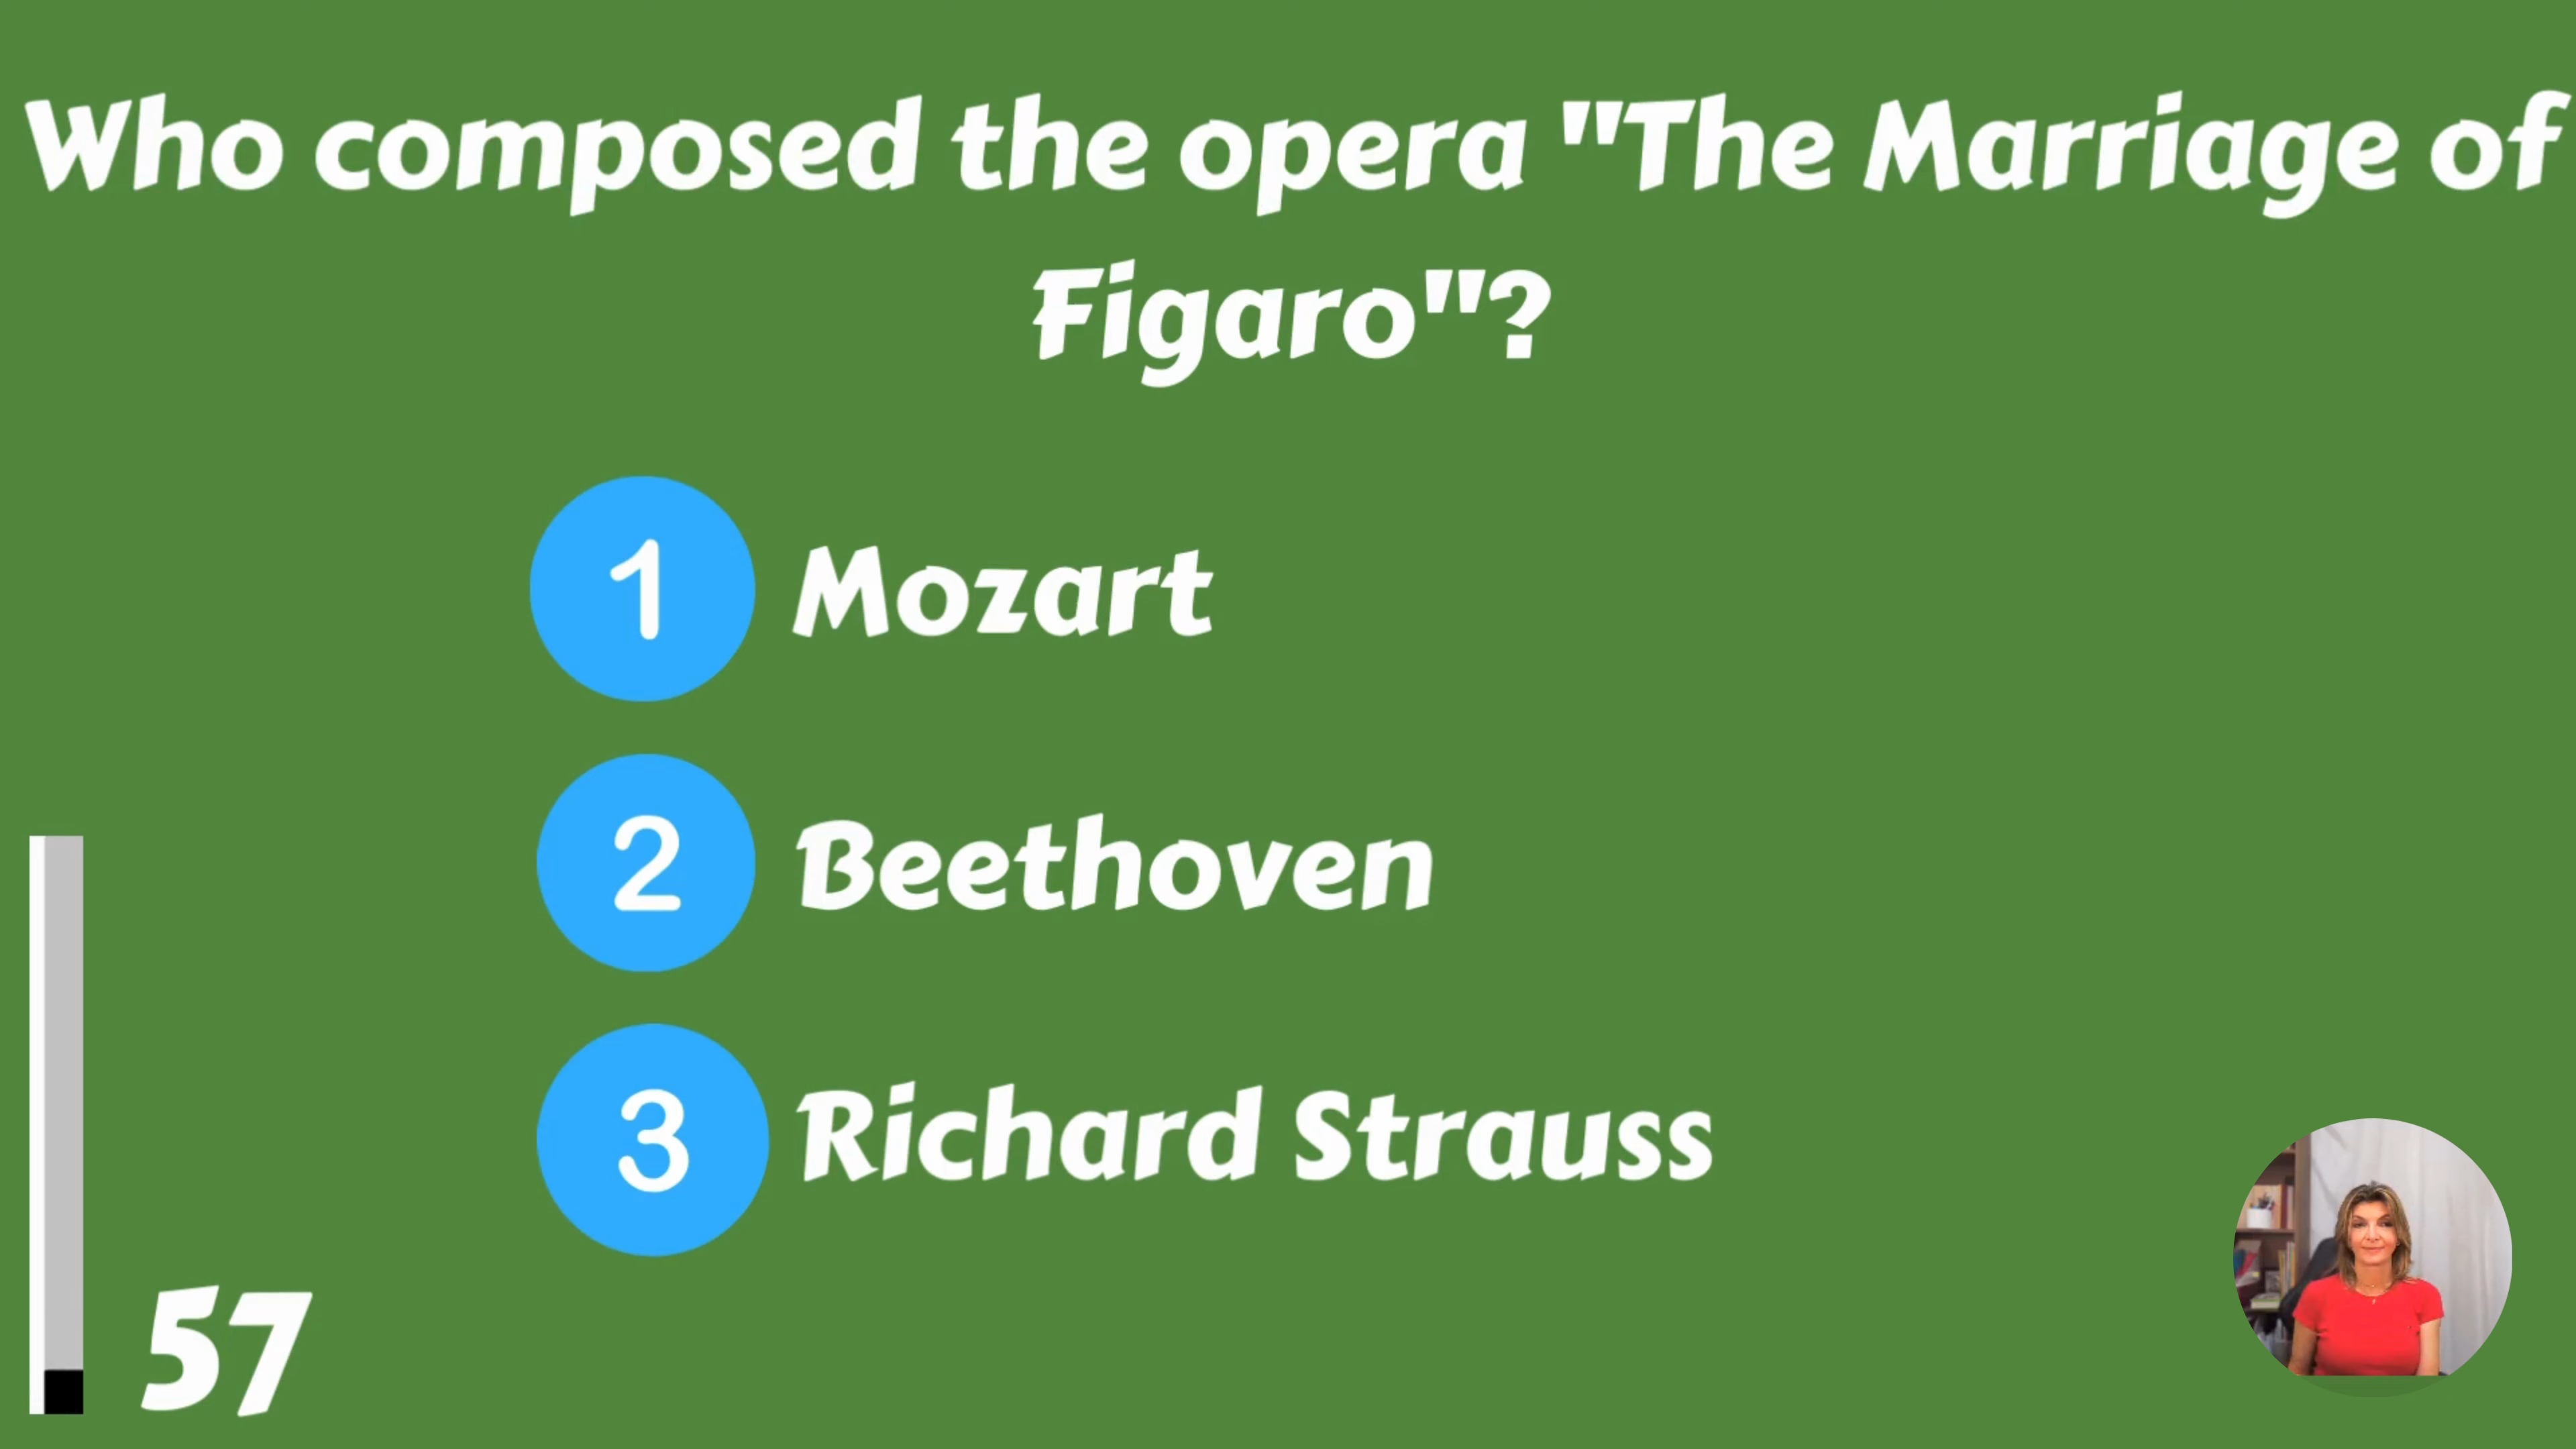 Who composed the opera "The Marriage of
Figaro"?
1 Mozart
2 Beethoven
3 Richard Strauss
57